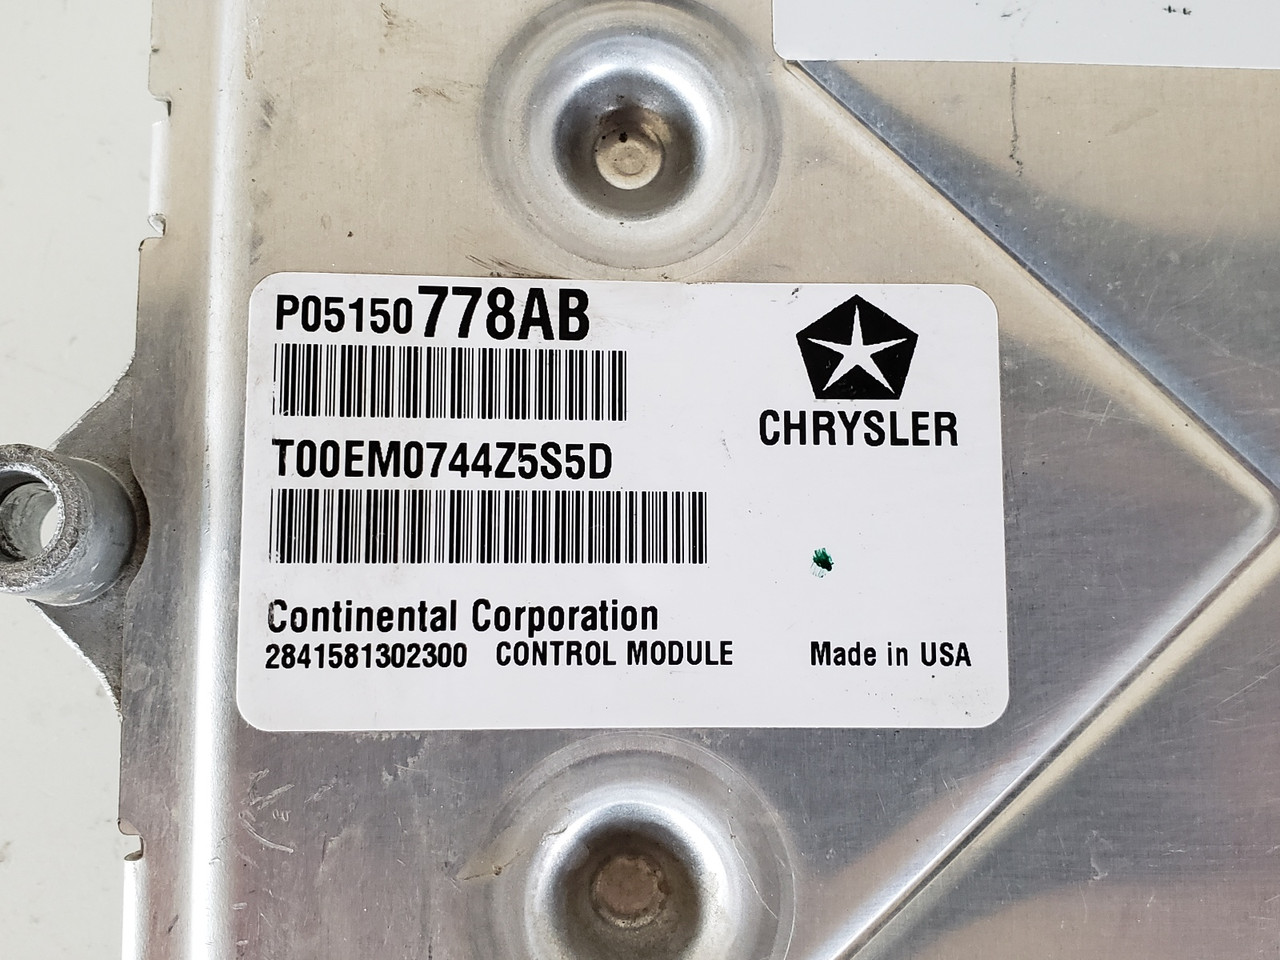 P05150778AB
CHRYSLER
T00EM0744Z5S5D
Continental Corporation
2841581302300 CONTROL MODULE Made in USA